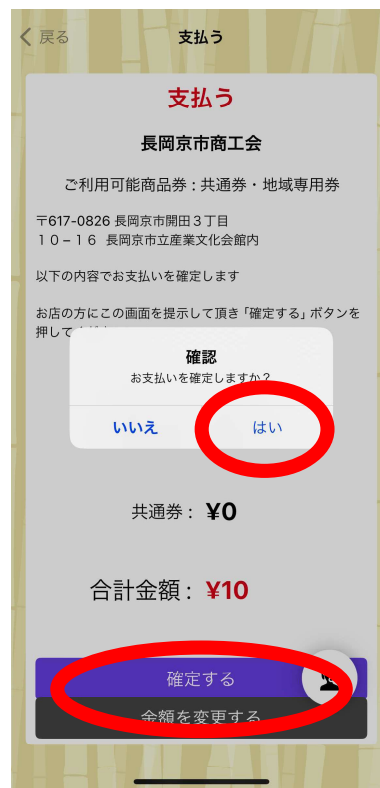 戻る
支払う
支払う
長岡京市商工会
ご利用可能商品券 : 共通券・地域専用券
〒617-0826 長岡京市開田３丁目
１０−１６ 長岡京市立産業文化会館内
以下の内容でお支払いを確定します
お店の方にこの画面を提示して頂き「確定する」ボタンを
押して
確認
お支払いを確定しますか？
いいえ
はい
共通券 : ¥0
合計金額 : ¥10
確定する
金額を変更する